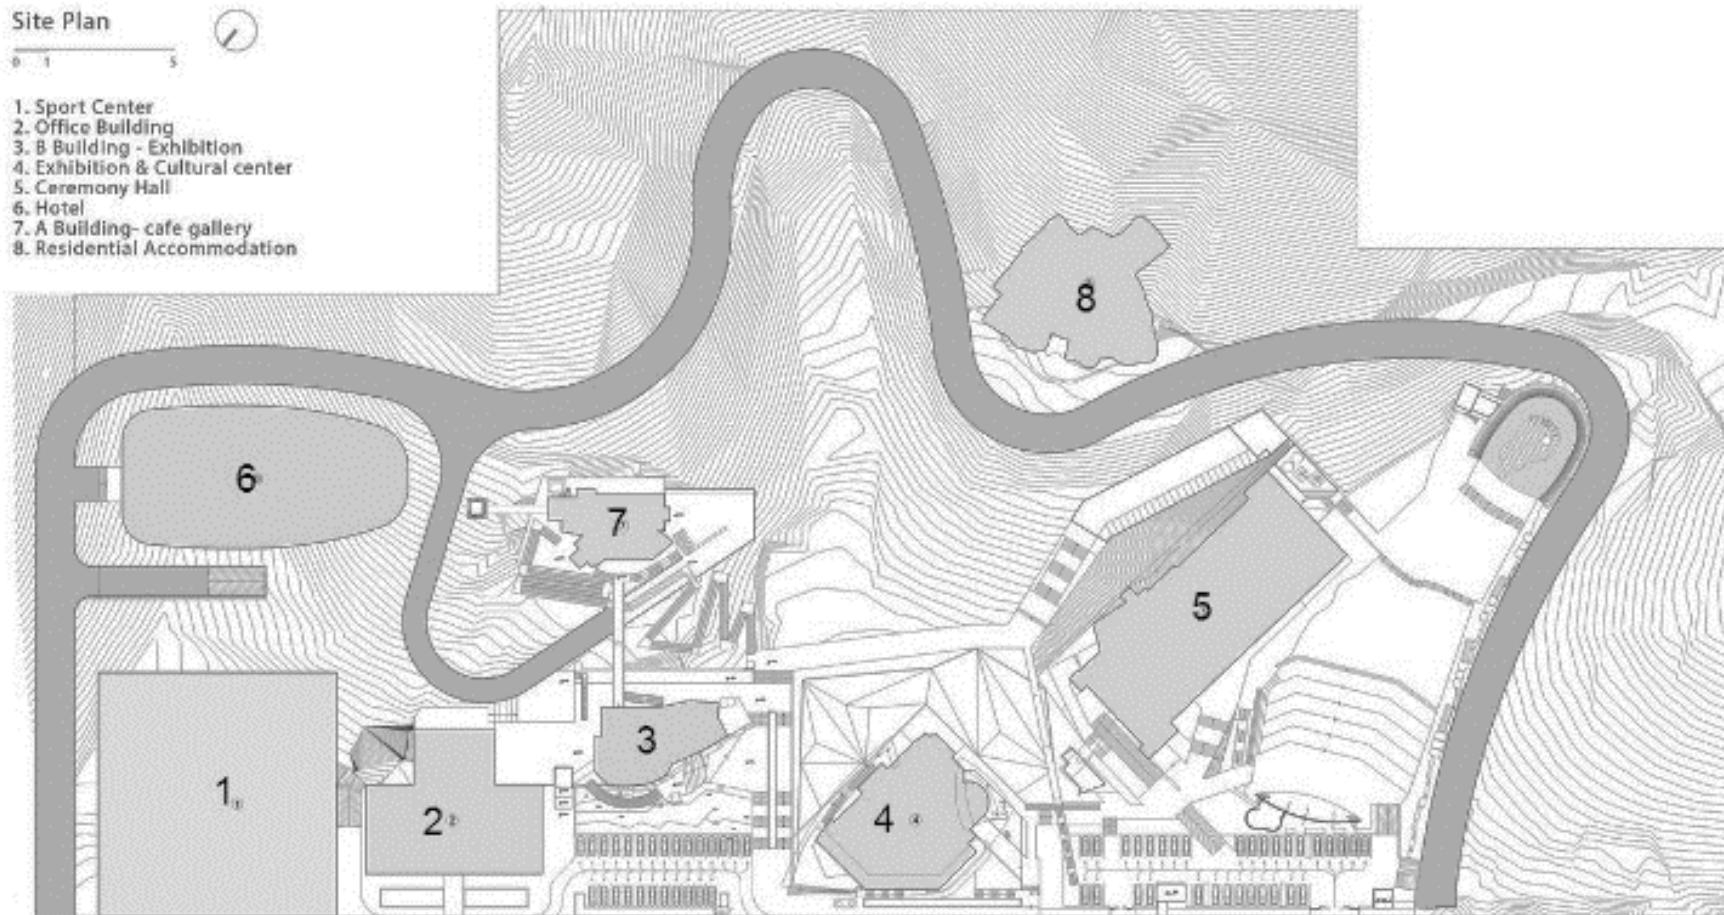 Site Plan
0 1 5
1. Sport Center
2. Office Building
3. B Building - Exhibition
4. Exhibition & Cultural center
5. Ceremony Hall
6. Hotel
7. A Building- cafe gallery
8. Residential Accommodation
8
6
7
5
3
1
2
4